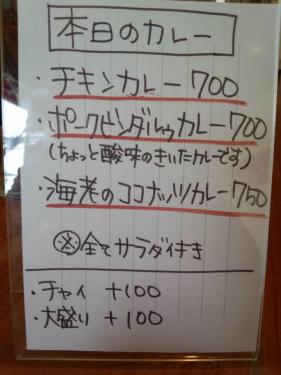 本日のカレー
・チキンカレー 700
・ポークビンダルゥカレー 700
(ちょっと酸味のきいたカレーです)
・海老のココナッツカレー 750
※全てサラダ付き
・チャイ +100
・大盛り +100